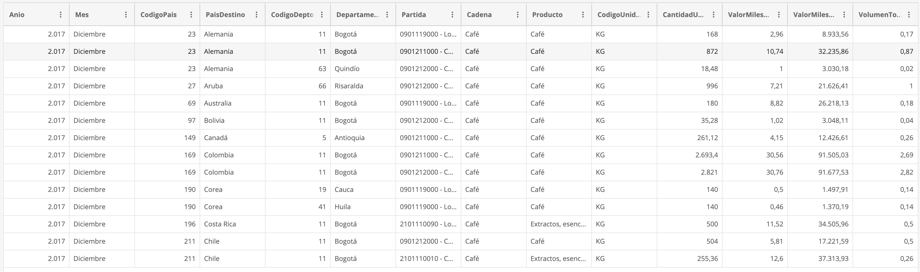 Anio Mes CodigoPais PaisDestino CodigoDepto Departame... Partida Cadena Producto CodigoUnid... CantidadU... ValorMiles... ValorMiles... VolumenTo...
2.017 Diciembre 23 Alemania 11 Bogotá 0901119000 - Lo... Café Café KG 168 2,96 8.933,56 0,17
2.017 Diciembre 23 Alemania 11 Bogotá 0901211000 - C... Café Café KG 872 10,74 32.235,86 0,87
2.017 Diciembre 23 Alemania 63 Quindío 0901212000 - C... Café Café KG 18,48 1 3.030,18 0,02
2.017 Diciembre 27 Aruba 66 Risaralda 0901212000 - C... Café Café KG 996 7,21 21.626,41 1
2.017 Diciembre 69 Australia 11 Bogotá 0901119000 - Lo... Café Café KG 180 8,82 26.218,13 0,18
2.017 Diciembre 97 Bolivia 11 Bogotá 0901212000 - C... Café Café KG 35,28 1,02 3.048,11 0,04
2.017 Diciembre 149 Canadá 5 Antioquia 0901211000 - C... Café Café KG 261,12 4,15 12.426,61 0,26
2.017 Diciembre 169 Colombia 11 Bogotá 0901211000 - C... Café Café KG 2.693,4 30,56 91.505,03 2,69
2.017 Diciembre 169 Colombia 11 Bogotá 0901212000 - C... Café Café KG 2.821 30,76 91.677,53 2,82
2.017 Diciembre 190 Corea 19 Cauca 0901119000 - Lo... Café Café KG 140 0,5 1.497,91 0,14
2.017 Diciembre 190 Corea 41 Huila 0901119000 - Lo... Café Café KG 140 0,46 1.370,19 0,14
2.017 Diciembre 196 Costa Rica 11 Bogotá 2101110090 - C... Café Extractos, esenc... KG 500 11,52 34.505,96 0,5
2.017 Diciembre 211 Chile 11 Bogotá 0901212000 - C... Café Café KG 504 5,81 17.221,59 0,5
2.017 Diciembre 211 Chile 11 Bogotá 2101110010 - C... Café Extractos, esenc... KG 255,36 12,6 37.313,93 0,26